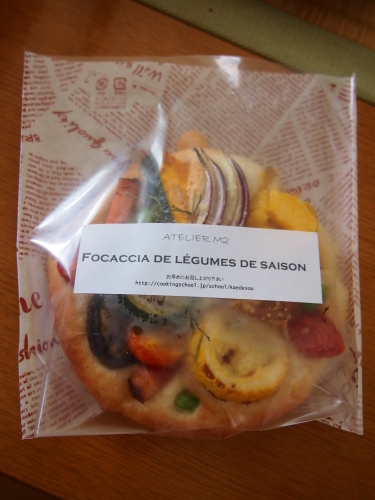 ATELIER M2
FOCACCIA DE LÉGUMES DE SAISON
お早めにお召し上がり下さい
http://cookingschool.jp/school/kaedesou